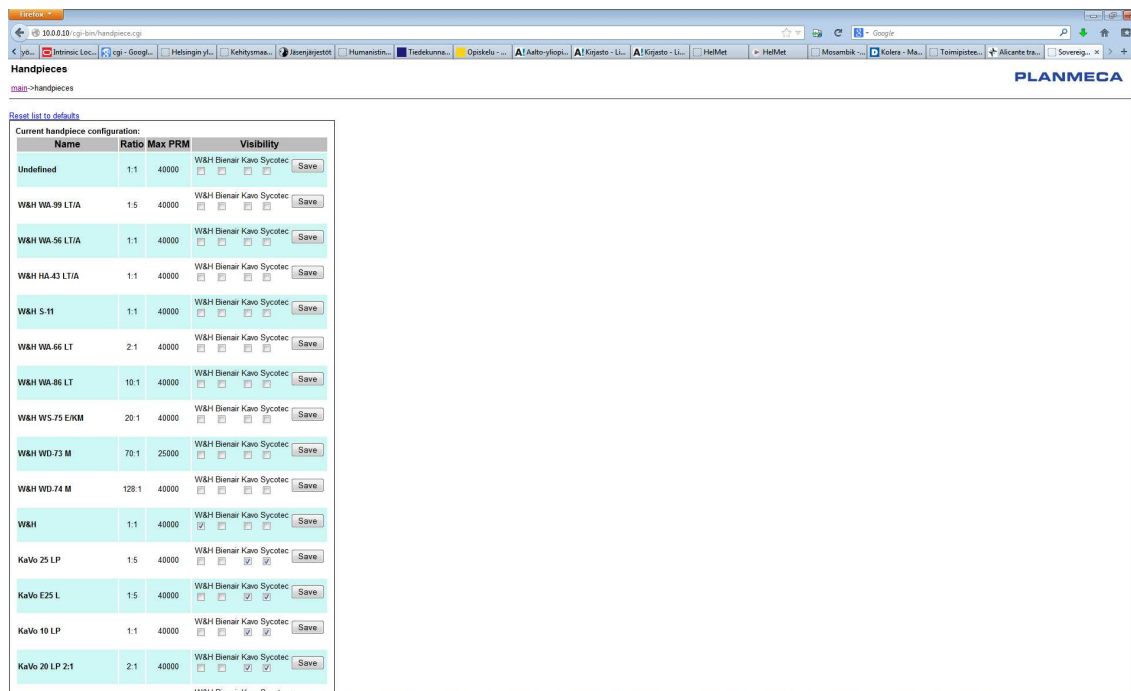 Firefox
10.0.0.10/cgi-bin/handpiece.cgi
Google
yö... Intrinsic Loc... cgi - Googl... Helsingin yl... Kehitysmaa... Jäsenjärjestöt Humanistin... Tiedekunna... Opiskelu - ... Aalto-yliopi... Kirjasto - Li... Kirjasto - Li... HelMet HelMet Mosambik -... Kolera - Ma... Toimipistee... Alicante tra... Sovereig...
Handpieces
PLANMECA
main->handpieces
Reset list to defaults
Current handpiece configuration:
Name Ratio Max PRM Visibility
W&H Bienair Kavo Sycotec
Undefined 1:1 40000 Save
W&H Bienair Kavo Sycotec
W&H WA-99 LT/A 1:5 40000 Save
W&H Bienair Kavo Sycotec
W&H WA-56 LT/A 1:1 40000 Save
W&H Bienair Kavo Sycotec
W&H HA-43 LT/A 1:1 40000 Save
W&H Bienair Kavo Sycotec
W&H S-11 1:1 40000 Save
W&H Bienair Kavo Sycotec
W&H WA-66 LT 2:1 40000 Save
W&H Bienair Kavo Sycotec
W&H WA-86 LT 10:1 40000 Save
W&H Bienair Kavo Sycotec
W&H WS-75 E/KM 20:1 40000 Save
W&H Bienair Kavo Sycotec
W&H WD-73 M 70:1 25000 Save
W&H Bienair Kavo Sycotec
W&H WD-74 M 128:1 40000 Save
W&H Bienair Kavo Sycotec
W&H 1:1 40000 Save
W&H Bienair Kavo Sycotec
KaVo 25 LP 1:5 40000 Save
W&H Bienair Kavo Sycotec
KaVo E25 L 1:5 40000 Save
W&H Bienair Kavo Sycotec
KaVo 10 LP 1:1 40000 Save
W&H Bienair Kavo Sycotec
KaVo 20 LP 2:1 2:1 40000 Save